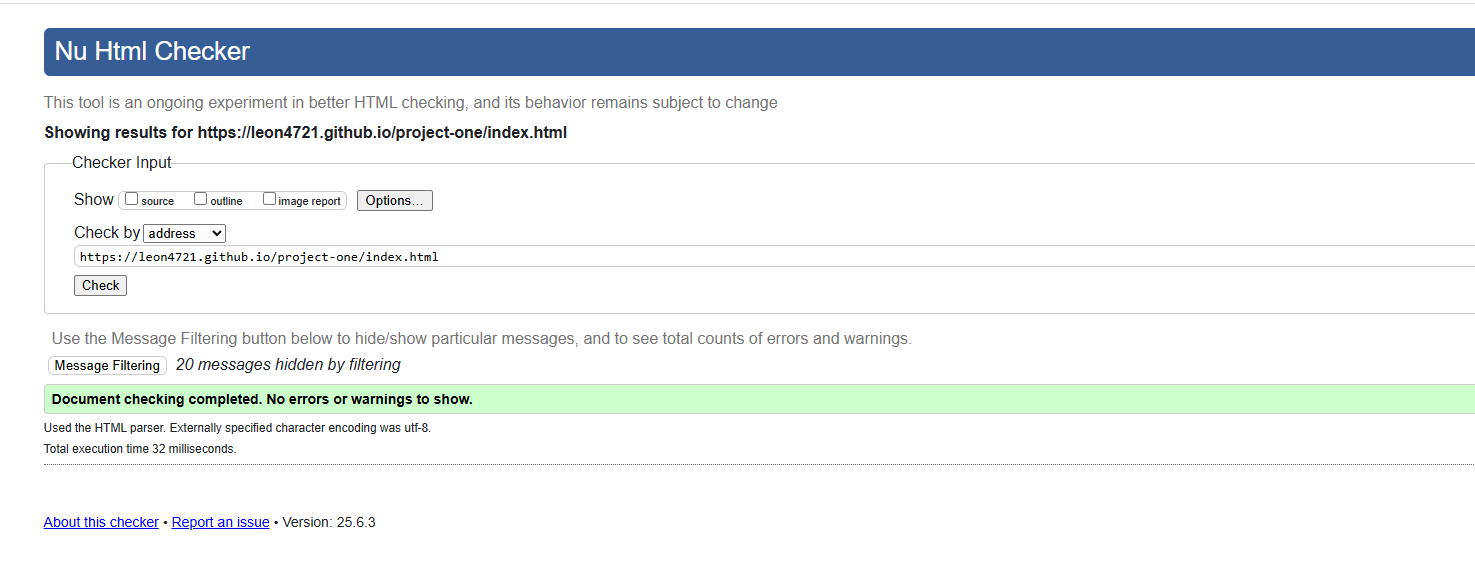 Nu Html Checker
This tool is an ongoing experiment in better HTML checking, and its behavior remains subject to change
Showing results for https://leon4721.github.io/project-one/index.html
Checker Input
Show source outline image report Options...
Check by address
https://leon4721.github.io/project-one/index.html
Check
Use the Message Filtering button below to hide/show particular messages, and to see total counts of errors and warnings.
Message Filtering 20 messages hidden by filtering
Document checking completed. No errors or warnings to show.
Used the HTML parser. Externally specified character encoding was utf-8.
Total execution time 32 milliseconds.
About this checker • Report an issue • Version: 25.6.3